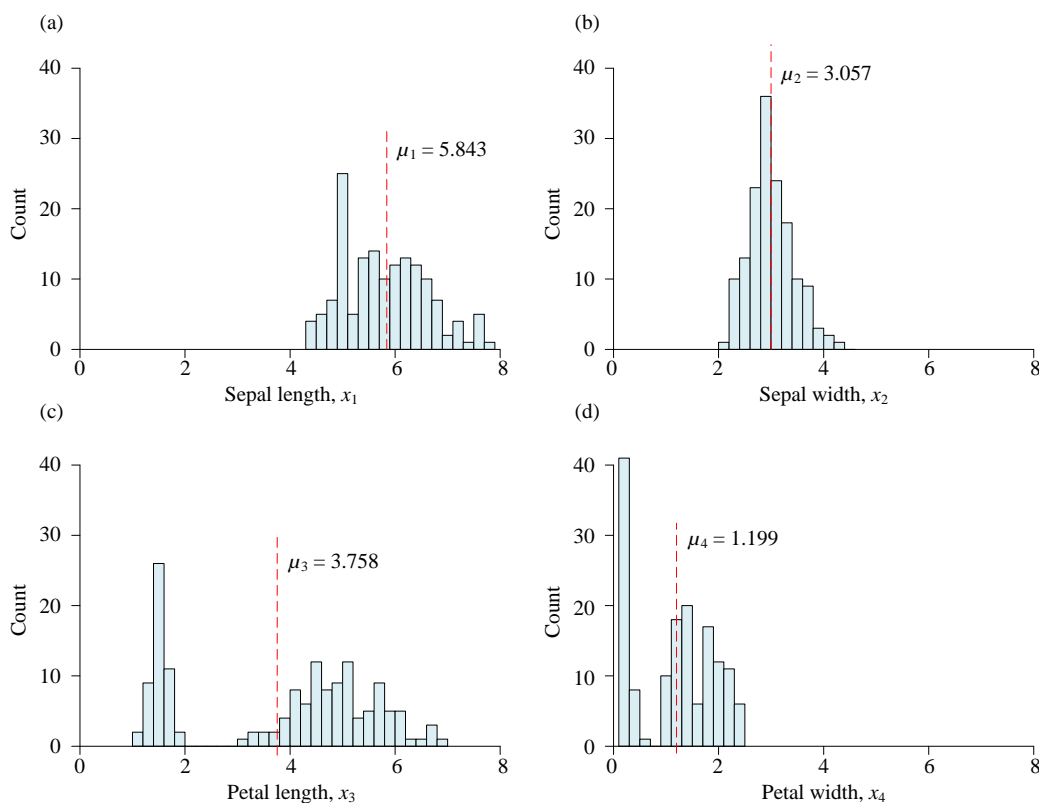 (a)
40
30
20
10
0
Count
μ1 = 5.843
0 2 4 6 8
Sepal length, x1
(b)
40
30
20
10
0
Count
μ2 = 3.057
0 2 4 6 8
Sepal width, x2
(c)
40
30
20
10
0
Count
μ3 = 3.758
0 2 4 6 8
Petal length, x3
(d)
40
30
20
10
0
Count
μ4 = 1.199
0 2 4 6 8
Petal width, x4